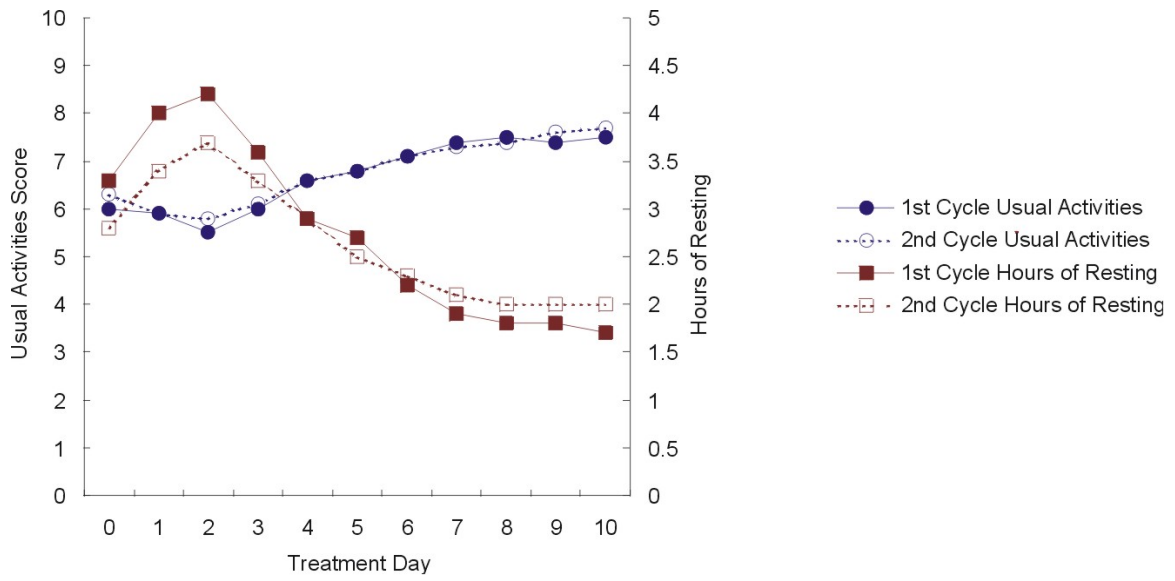 10
9
8
7
6
5
4
3
2
1
0
Usual Activities Score
0 1 2 3 4 5 6 7 8 9 10
Treatment Day
5
4.5
4
3.5
3
2.5
2
1.5
1
0.5
0
Hours of Resting
1st Cycle Usual Activities
2nd Cycle Usual Activities
1st Cycle Hours of Resting
2nd Cycle Hours of Resting